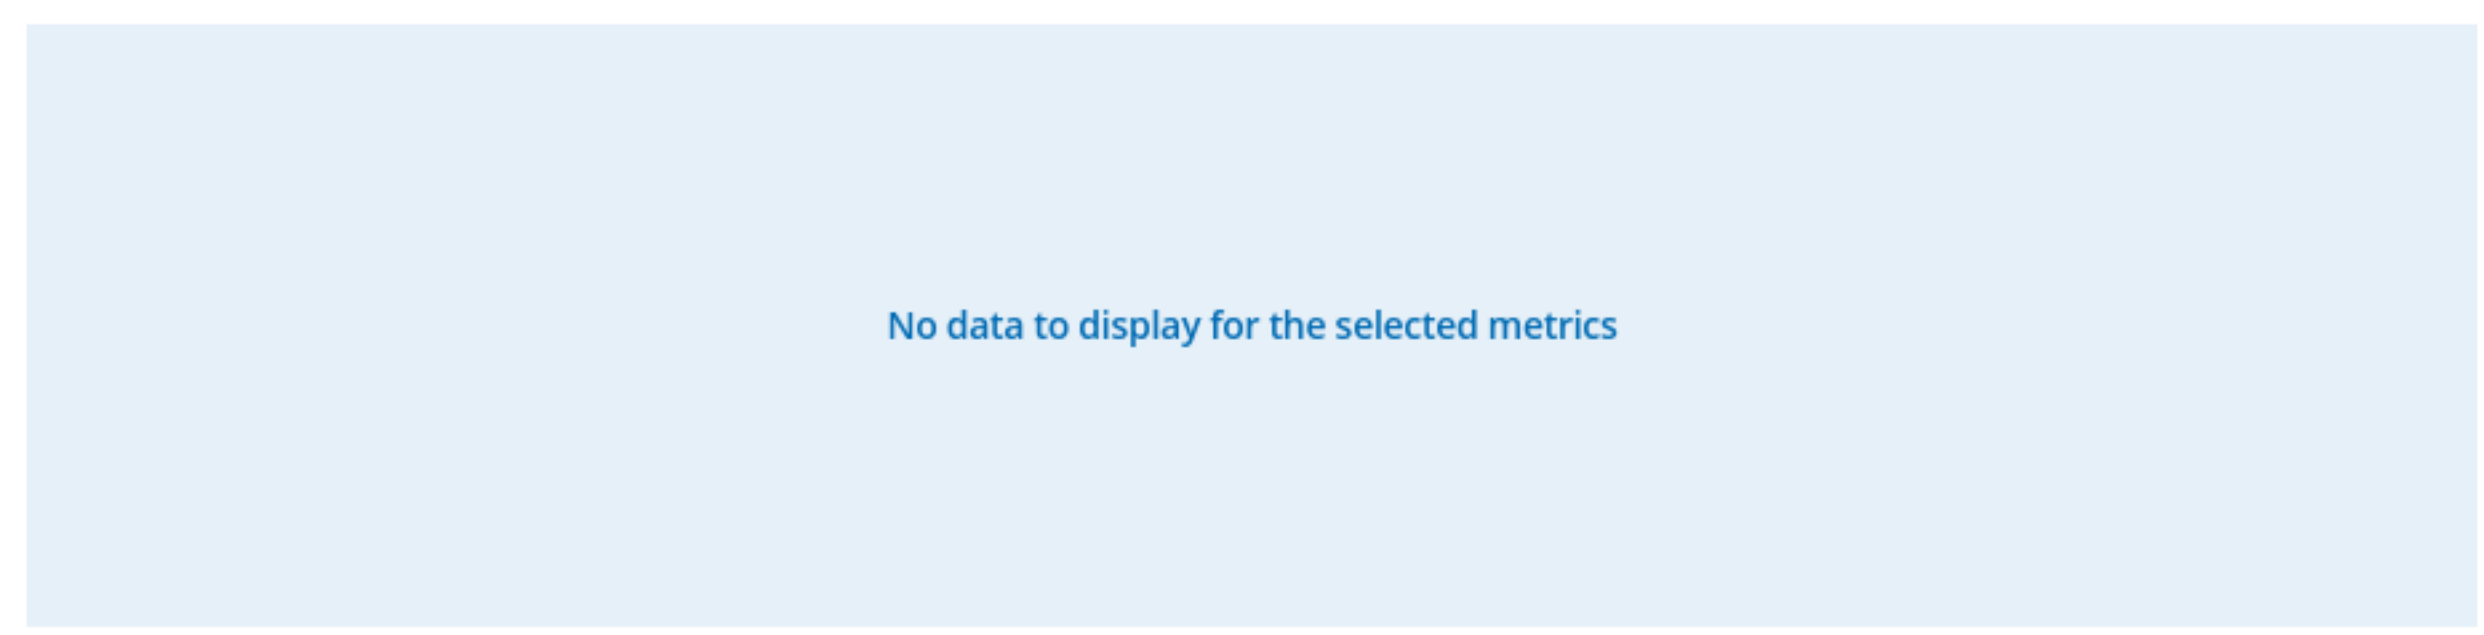 No data to display for the selected metrics